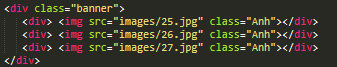 <div class="banner">
<div> <img src="images/25.jpg" class="Anh"></div>
<div> <img src="images/26.jpg" class="Anh"></div>
<div> <img src="images/27.jpg" class="Anh"></div>
</div>